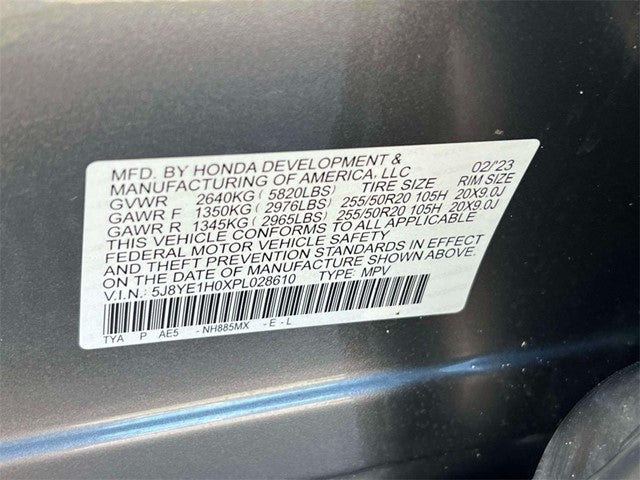 MFD. BY HONDA DEVELOPMENT & 02/'23
MANUFACTURING OF AMERICA, LLC
GVWR 2640KG ( 5820LBS) TIRE SIZE RIM SIZE
GAWR F 1350KG ( 2976LBS) 255/50R20 105H 20X9.0J
GAWR R 1345KG ( 2965LBS) 255/50R20 105H 20X9.0J
THIS VEHICLE CONFORMS TO ALL APPLICABLE
FEDERAL MOTOR VEHICLE SAFETY
AND THEFT PREVENTION STANDARDS IN EFFECT
ON THE DATE OF MANUFACTURE SHOWN ABOVE.
V.I.N.: 5J8YE1H0XPL028610 TYPE: MPV
TYA P AE5 - NH885MX - E - L